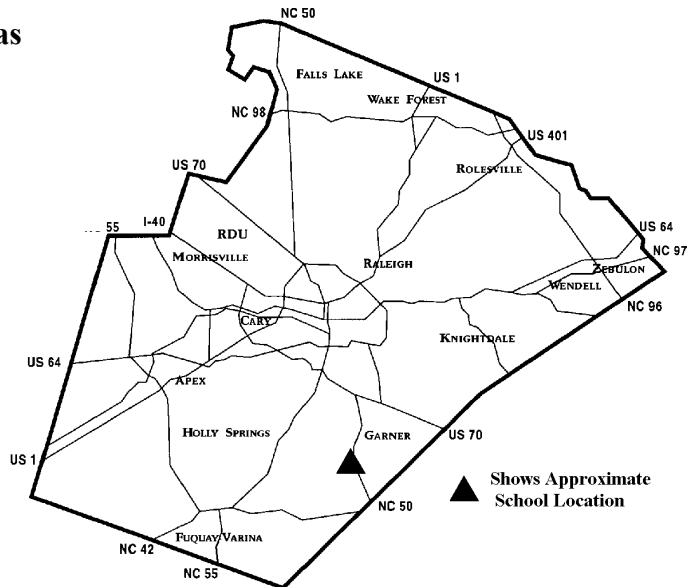 as
NC 50
FALLS LAKE
US 1
WAKE FOREST
NC 98
US 401
US 70
ROLESVILLE
55
I-40
RDU
MORRISVILLE
RALEIGH
US 64
NC 97
ZEBULON
WENDELL
NC 96
CARY
KNIGHTDALE
US 64
APEX
HOLLY SPRINGS
GARNER
US 70
US 1
Shows Approximate
School Location
NC 50
FUQUAY VARINA
NC 42
NC 55